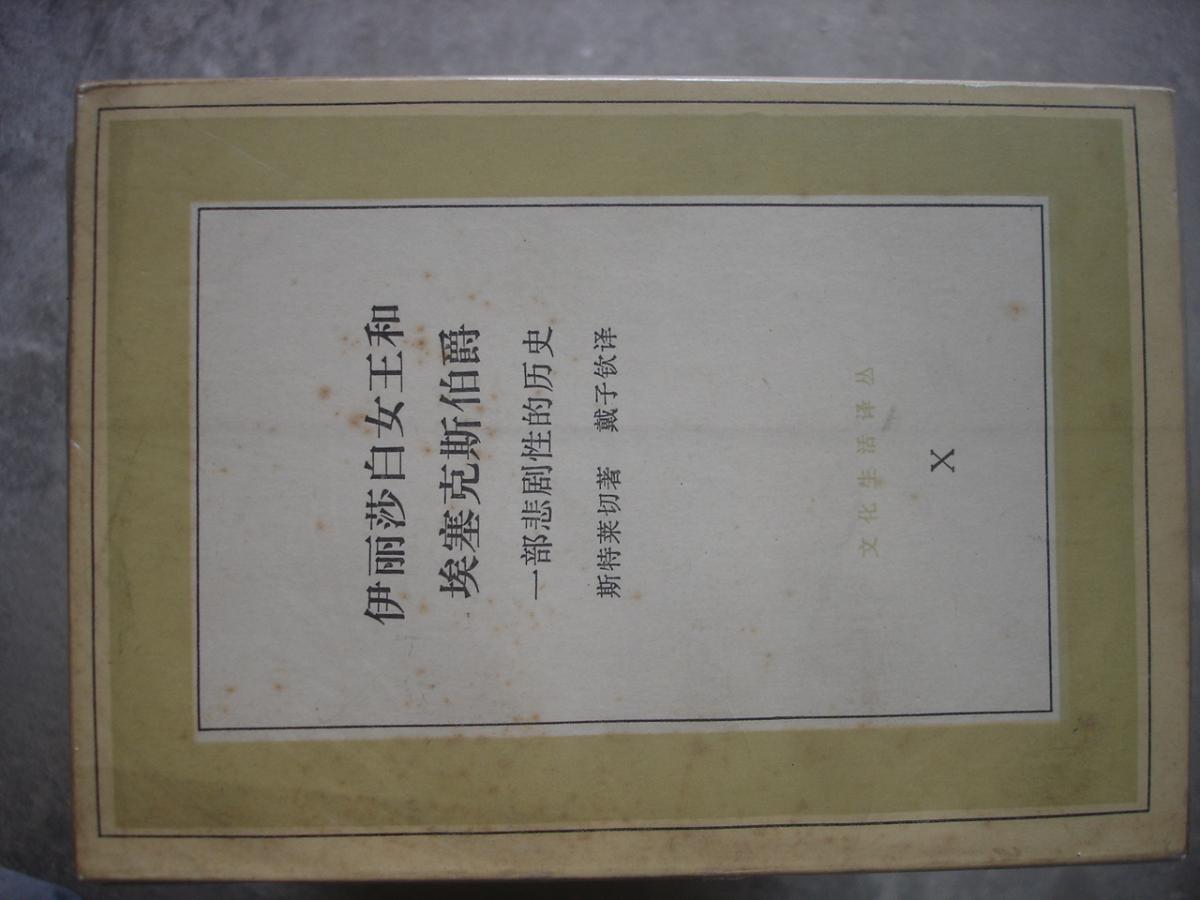 伊丽莎白女王和
埃塞克斯伯爵
一部悲剧性的历史
斯特莱切著 戴子钦译
文化生活译丛
X